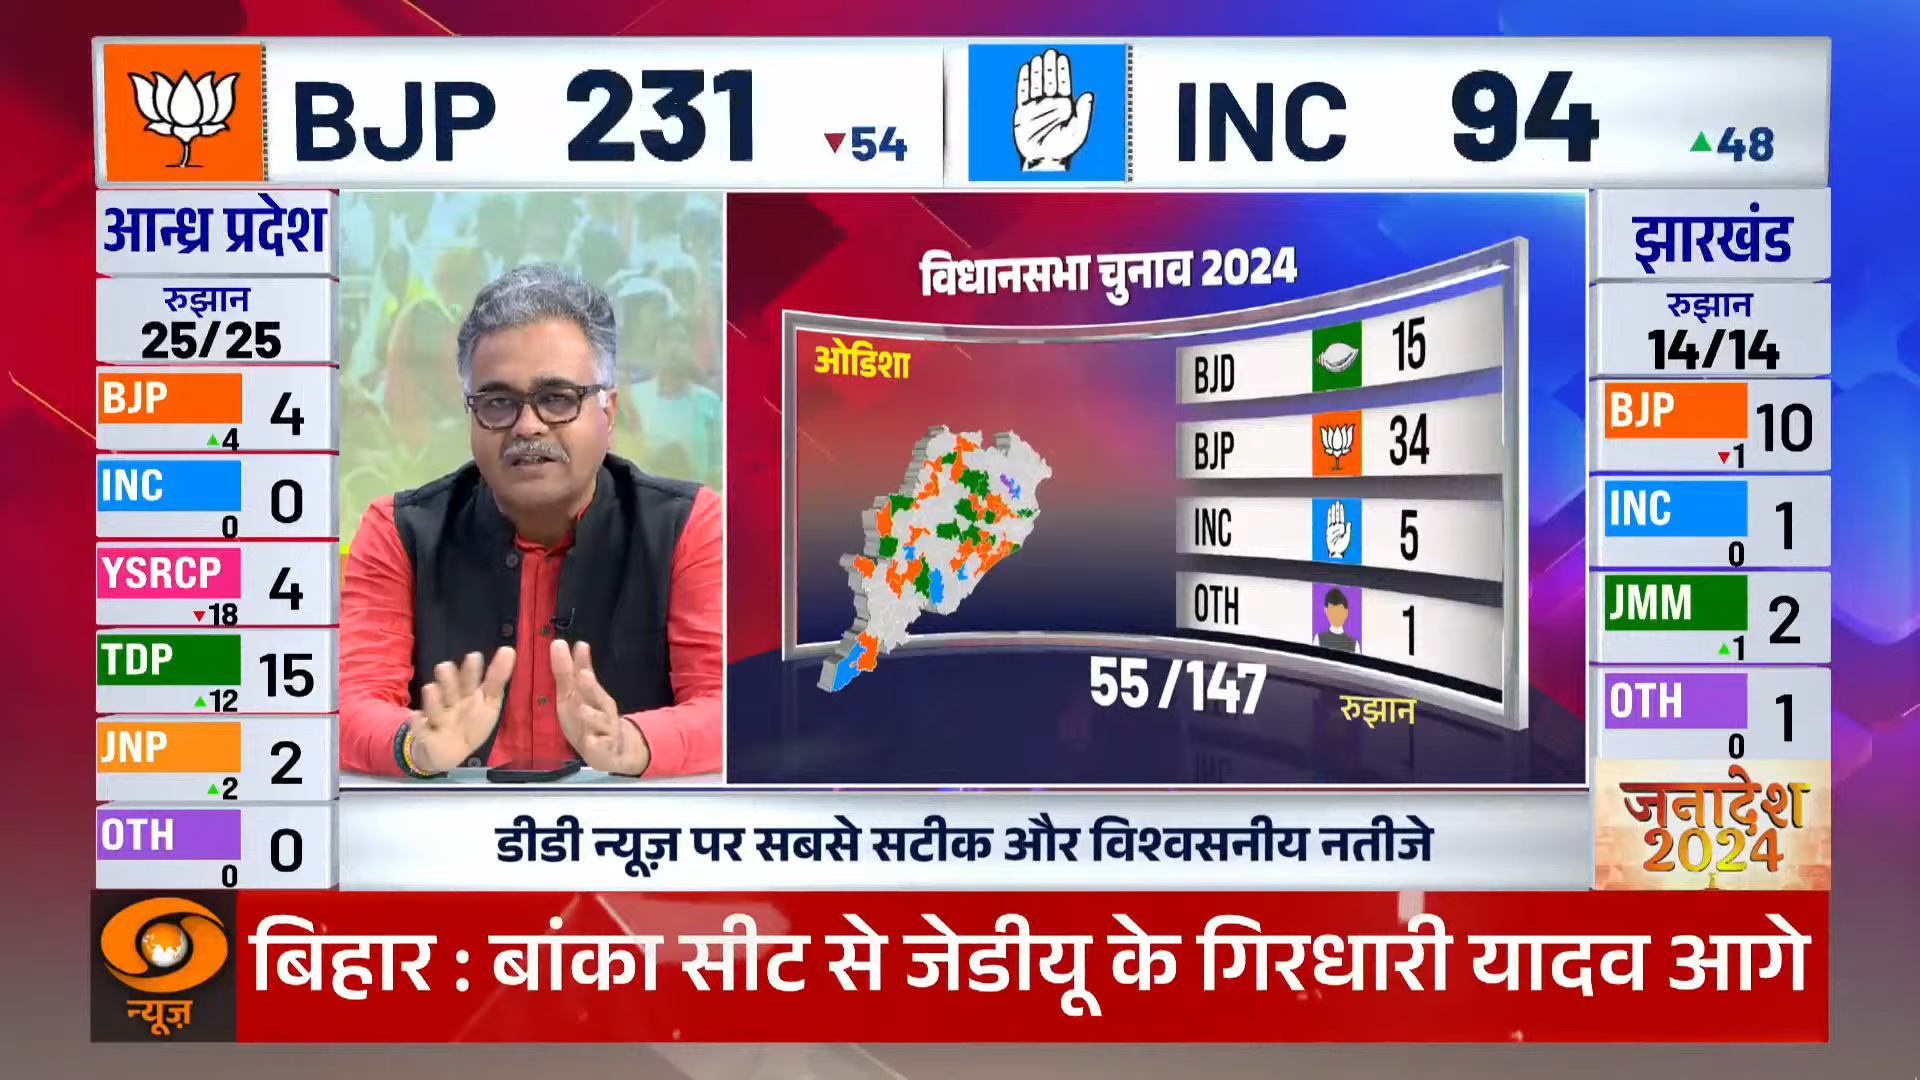 BJP 231 ▼54
INC 94 ▲48
आन्ध्र प्रदेश
रुझान
25/25
BJP 4
▲4
INC 0
0
YSRCP 4
▼18
TDP 15
▲12
JNP 2
▲2
OTH 0
0
विधानसभा चुनाव 2024
ओडिशा
BJD 15
BJP 34
INC 5
OTH 1
55/147
रुझान
झारखंड
रुझान
14/14
BJP 10
▼1
INC 1
0
JMM 2
▲1
OTH 1
0
जनादेश
2024
डीडी न्यूज़ पर सबसे सटीक और विश्वसनीय नतीजे
न्यूज़
बिहार : बांका सीट से जेडीयू के गिरधारी यादव आगे